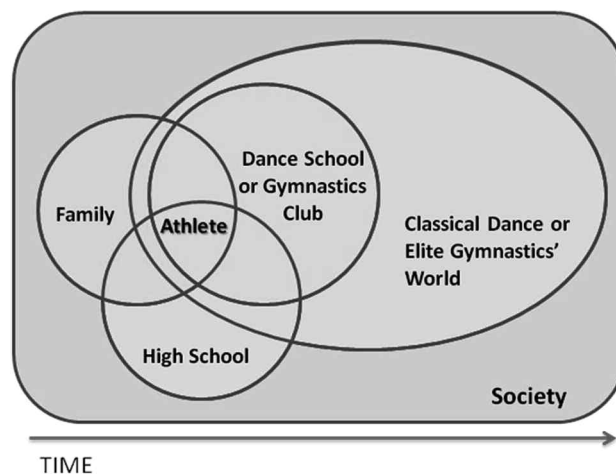 Dance School
or Gymnastics
Club
Family
Athlete
Classical Dance or
Elite Gymnastics'
World
High School
Society
TIME